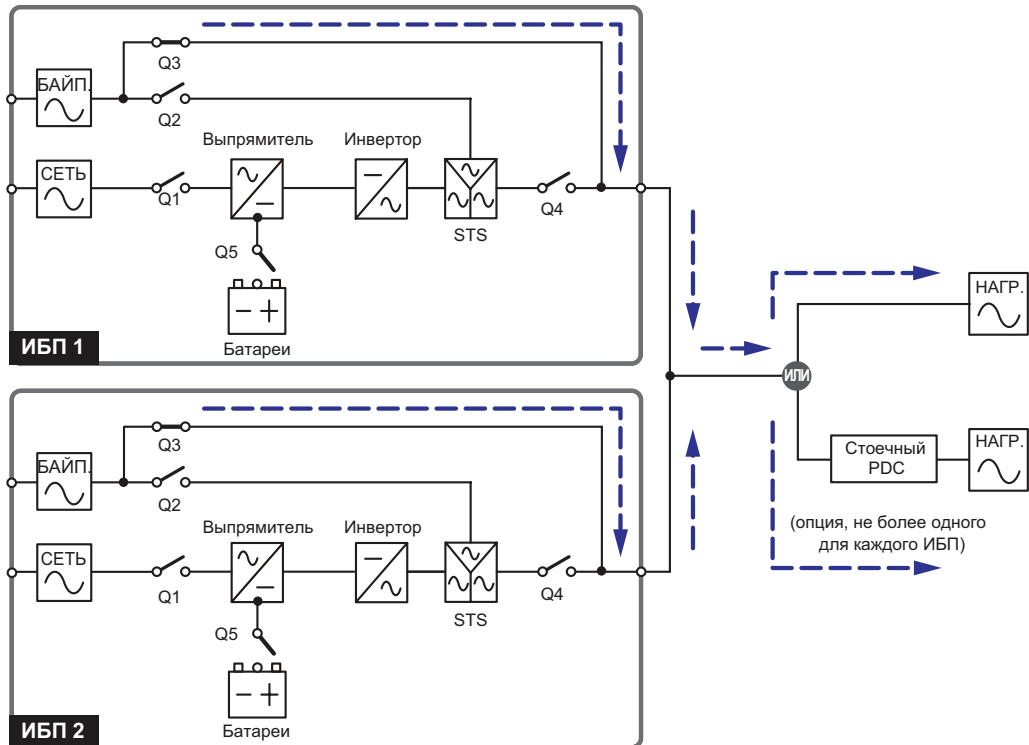 Q3
БАЙП.
Q2
Выпрямитель
Инвертор
СЕТЬ
Q1
STS
Q4
Q5
Батареи
ИБП 1
НАГР.
ИЛИ
Стоечный
PDC
НАГР.
(опция, не более одного
для каждого ИБП)
Q3
БАЙП.
Q2
Выпрямитель
Инвертор
СЕТЬ
Q1
STS
Q4
Q5
Батареи
ИБП 2